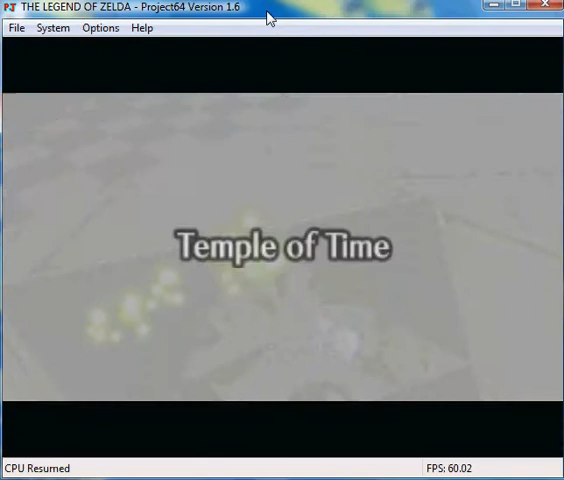 THE LEGEND OF ZELDA - Project64 Version 1.6
File System Options Help
Temple of Time
CPU Resumed FPS: 60.02